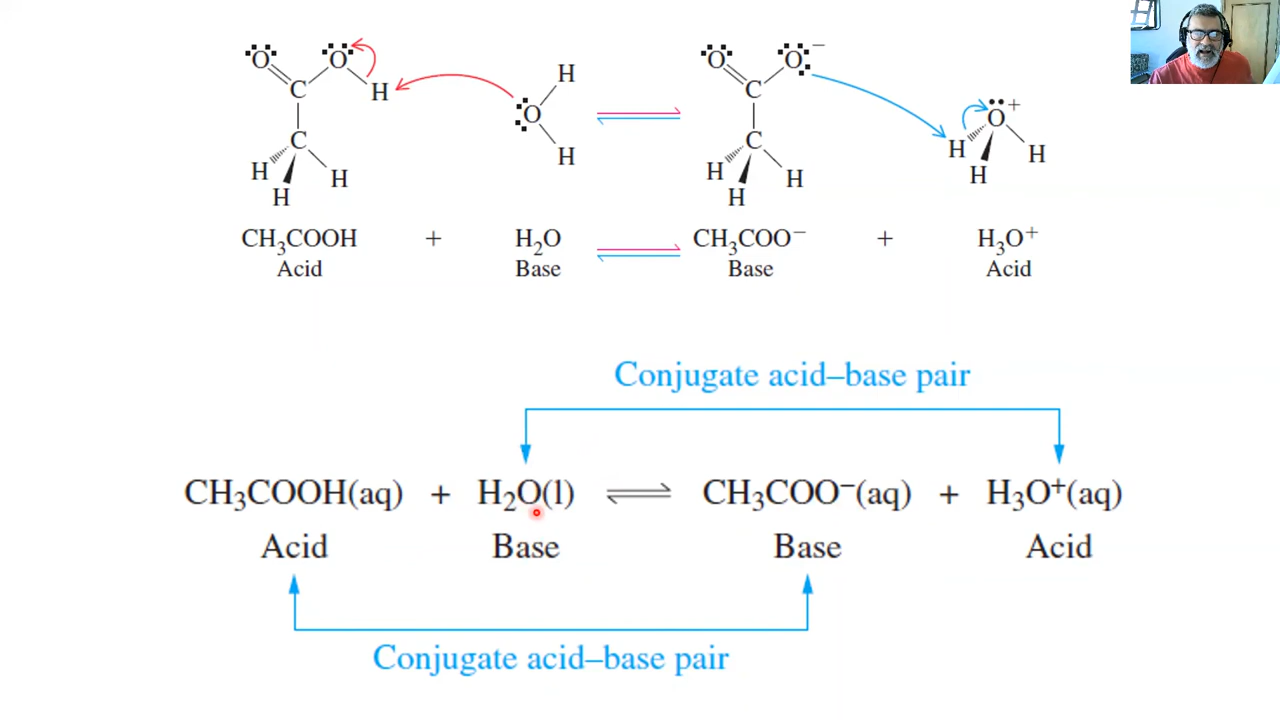 O O H H
C O
C H
H H
H
O O⁻
C O⁺
C H H
H H H
H
CH₃COOH + H₂O ⇌ CH₃COO⁻ + H₃O⁺
Acid Base Base Acid
Conjugate acid–base pair
CH₃COOH(aq) + H₂O(l) ⇌ CH₃COO⁻(aq) + H₃O⁺(aq)
Acid Base Base Acid
Conjugate acid–base pair